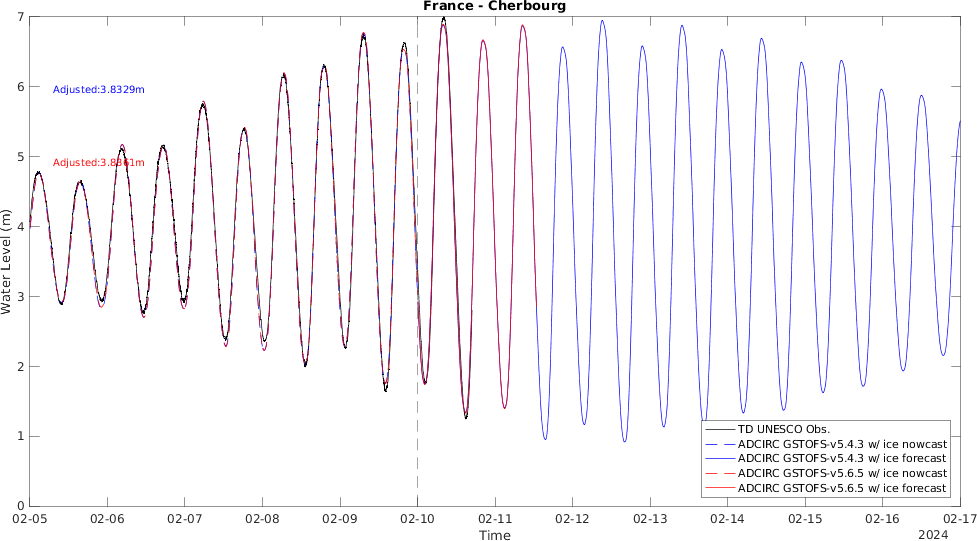 France - Cherbourg
7
6
5
4
3
2
1
0
Water Level (m)
Adjusted:3.8329m
Adjusted:3.8361m
TD UNESCO Obs.
ADCIRC GSTOFS-v5.4.3 w/ ice nowcast
ADCIRC GSTOFS-v5.4.3 w/ ice forecast
ADCIRC GSTOFS-v5.6.5 w/ ice nowcast
ADCIRC GSTOFS-v5.6.5 w/ ice forecast
02-05 02-06 02-07 02-08 02-09 02-10 02-11 02-12 02-13 02-14 02-15 02-16 02-17
Time
2024